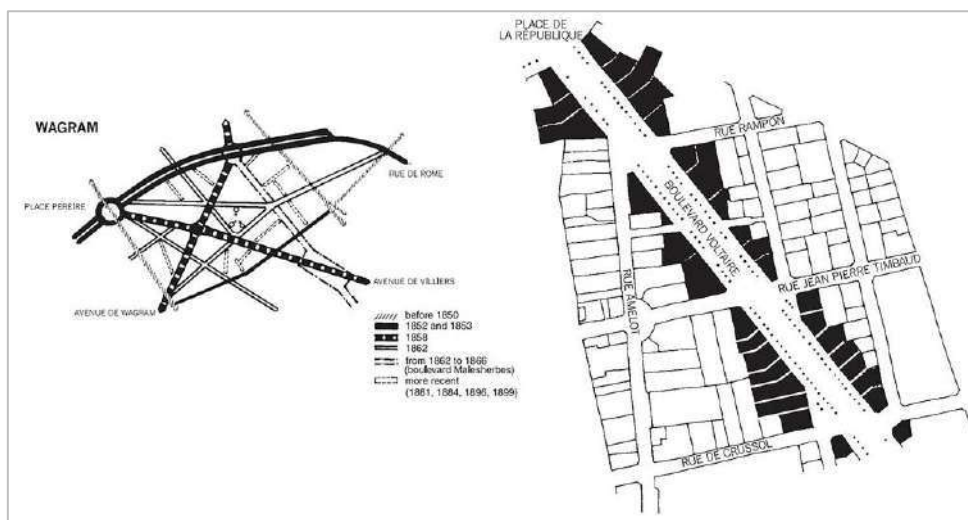 WAGRAM
RUE DE ROME
PLACE PEREIRE
AVENUE DE VILLIERS
AVENUE DE WAGRAM
before 1850
1852 and 1853
1858
1862
from 1862 to 1866
(boulevard Malesherbes)
more recent
(1881, 1884, 1896, 1899)
PLACE DE
LA RÉPUBLIQUE
RUE RAMPON
BOULEVARD VOLTAIRE
RUE JEAN PIERRE TIMBAUD
RUE AMELOT
RUE DE CRUSSOL